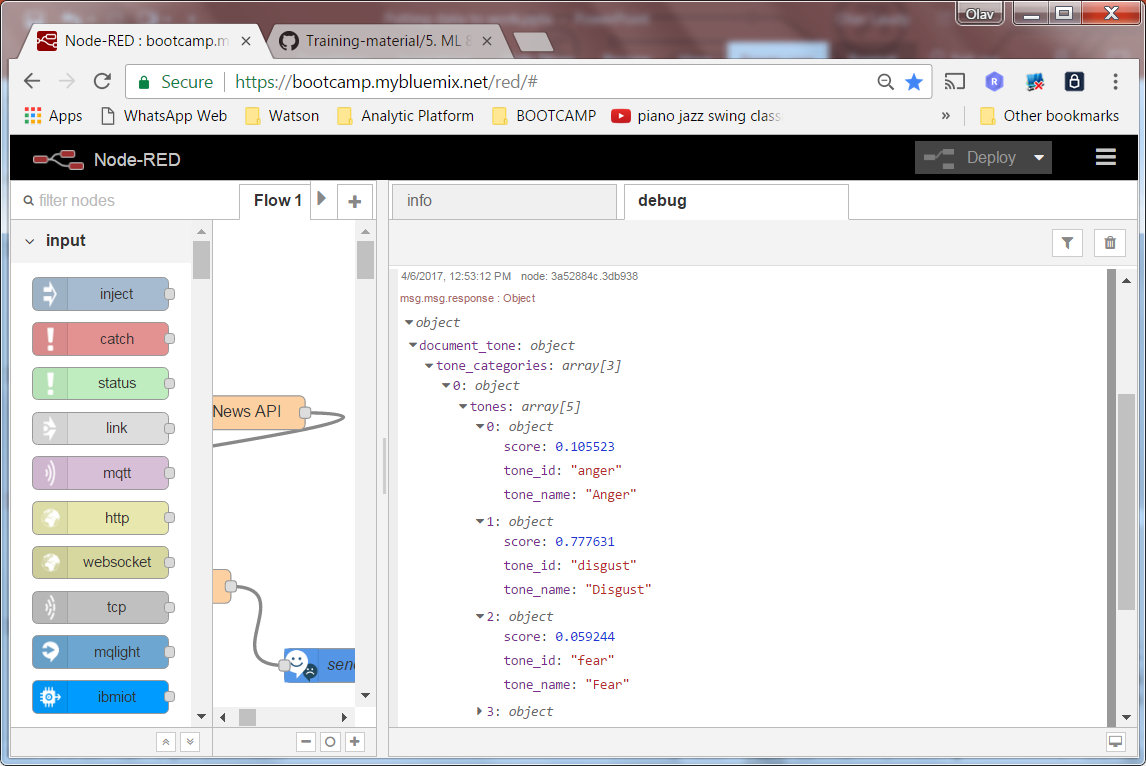 Olav
Node-RED : bootcamp.m
Training-material/5. ML &
Secure
https://bootcamp.mybluemix.net/red/#
R
Apps
WhatsApp Web
Watson
Analytic Platform
BOOTCAMP
piano jazz swing class
»
Other bookmarks
Node-RED
Deploy
filter nodes
Flow 1
info
debug
input
inject
catch
status
link
mqtt
http
websocket
tcp
mqlight
ibmiot
News API
4/6/2017, 12:53:12 PM node: 3a52884c.3db938
msg.msg.response : Object
object
document_tone: object
tone_categories: array[3]
0: object
tones: array[5]
0: object
score: 0.105523
tone_id: "anger"
tone_name: "Anger"
1: object
score: 0.777631
tone_id: "disgust"
tone_name: "Disgust"
2: object
score: 0.059244
tone_id: "fear"
tone_name: "Fear"
3: object